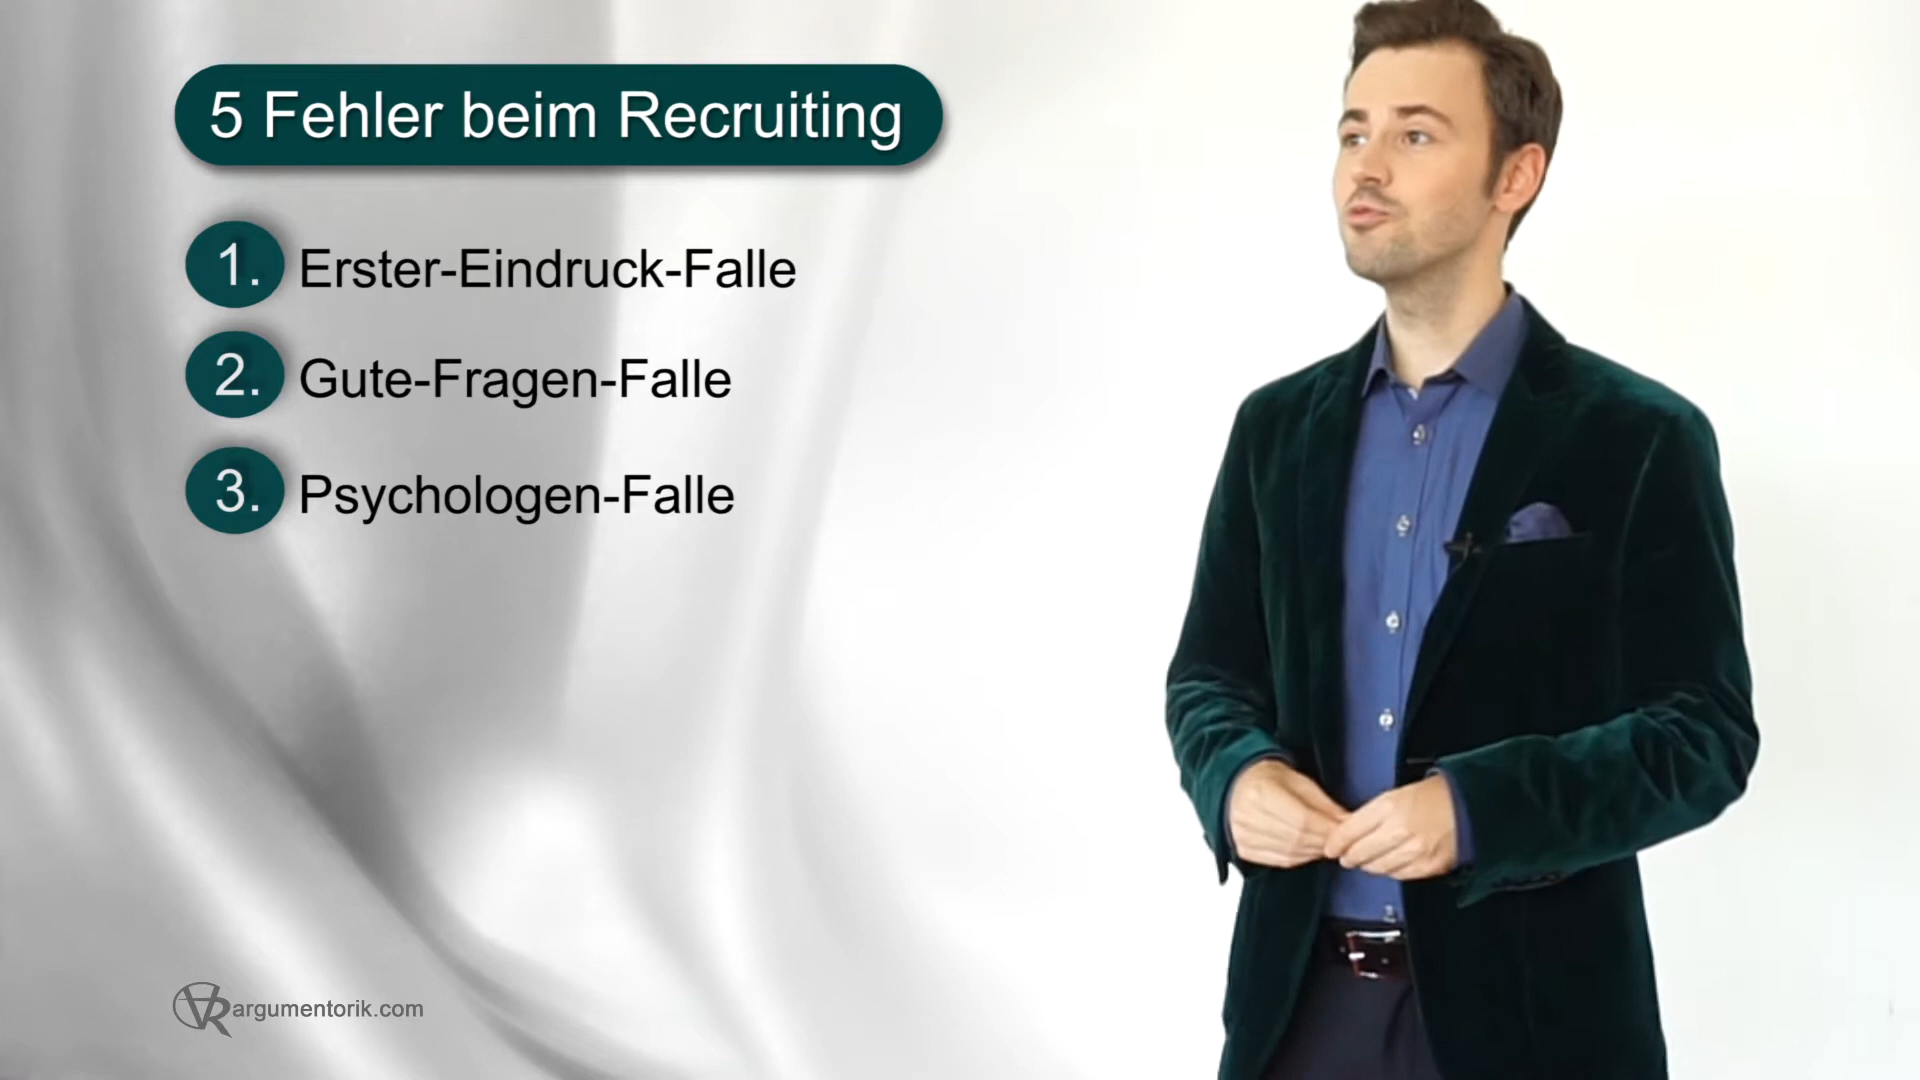 5 Fehler beim Recruiting
1. Erster-Eindruck-Falle
2. Gute-Fragen-Falle
3. Psychologen-Falle
argumentorik.com